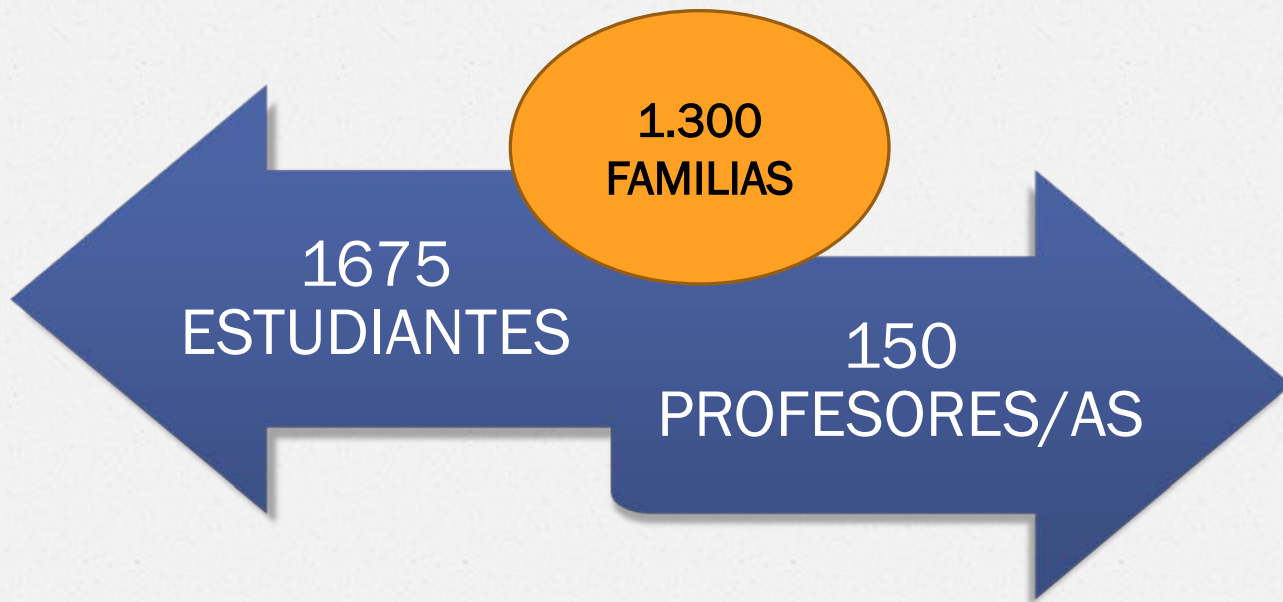 1.300
FAMILIAS
1675
ESTUDIANTES
150
PROFESORES/AS